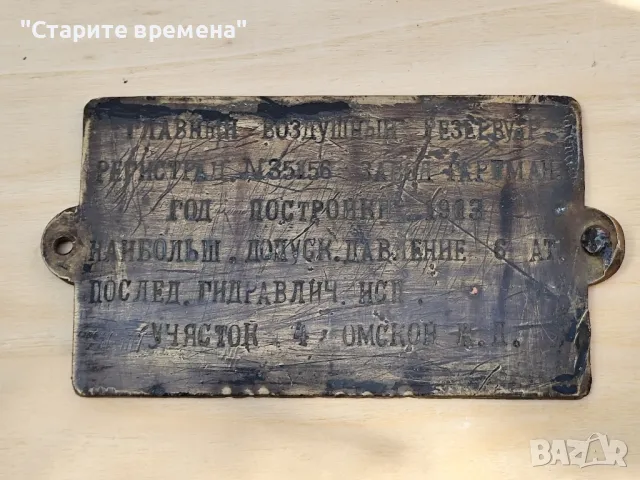 "Старите времена"
ГЛАВНЫЙ ВОЗДУШНЫЙ РЕЗЕРВУАР
РЕГИСТРАЦ. №35156 ЗАВОД ГАРТМАН
ГОД ПОСТРОЙКИ 1913
НАИБОЛЬШ. ДОПУСК. ДАВЛЕНИЕ 6 АТ
ПОСЛЕД. ГИДРАВЛИЧ. ИСП.
УЧАСТОК 4 ОМСКОЙ Ж.Д.
BAZAR